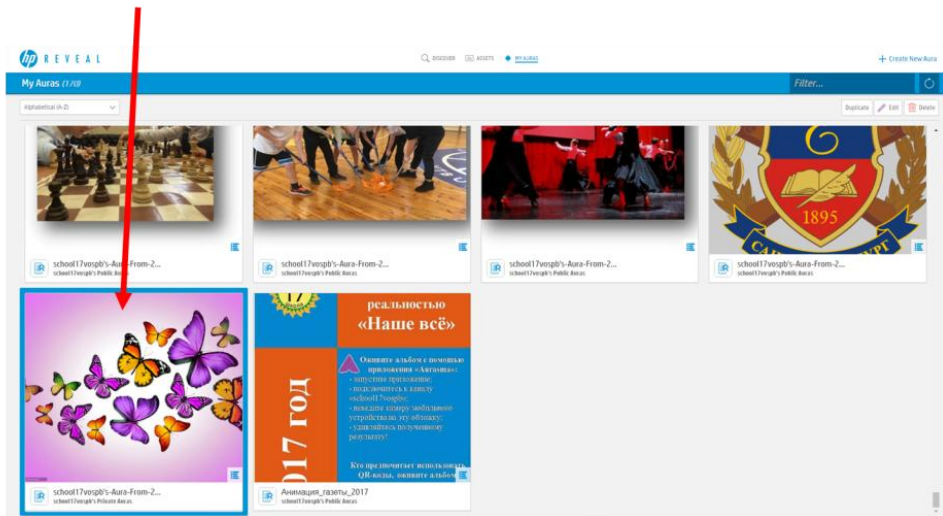 hp REVEAL
DISCOVER ASSETS MY AURAS
+ Create New Aura
My Auras (170)
Filter...
Alphabetical (A-Z)
Duplicate Edit Delete
1895
school17vospb's-Aura-From-2...
school17vospb's Public Auras
school17vospb's-Aura-From-2...
school17vospb's Public Auras
school17vospb's-Aura-From-2...
school17vospb's Public Auras
school17vospb's-Aura-From-2...
school17vospb's Public Auras
17
реальностью
«Наше всё»
Оживите альбом с помощью
приложения «Aurasma»:
- запустите приложение;
- подключитесь к каналу
«school17vospb»;
- наведите камеру мобильного
устройства на эту обложку;
- удивляйтесь полученному
результату!
Кто предпочитает использовать
QR-коды, оживите альбом
017 год
school17vospb's-Aura-From-2...
school17vospb's Private Auras
Анимация_газеты_2017
school17vospb's Public Auras